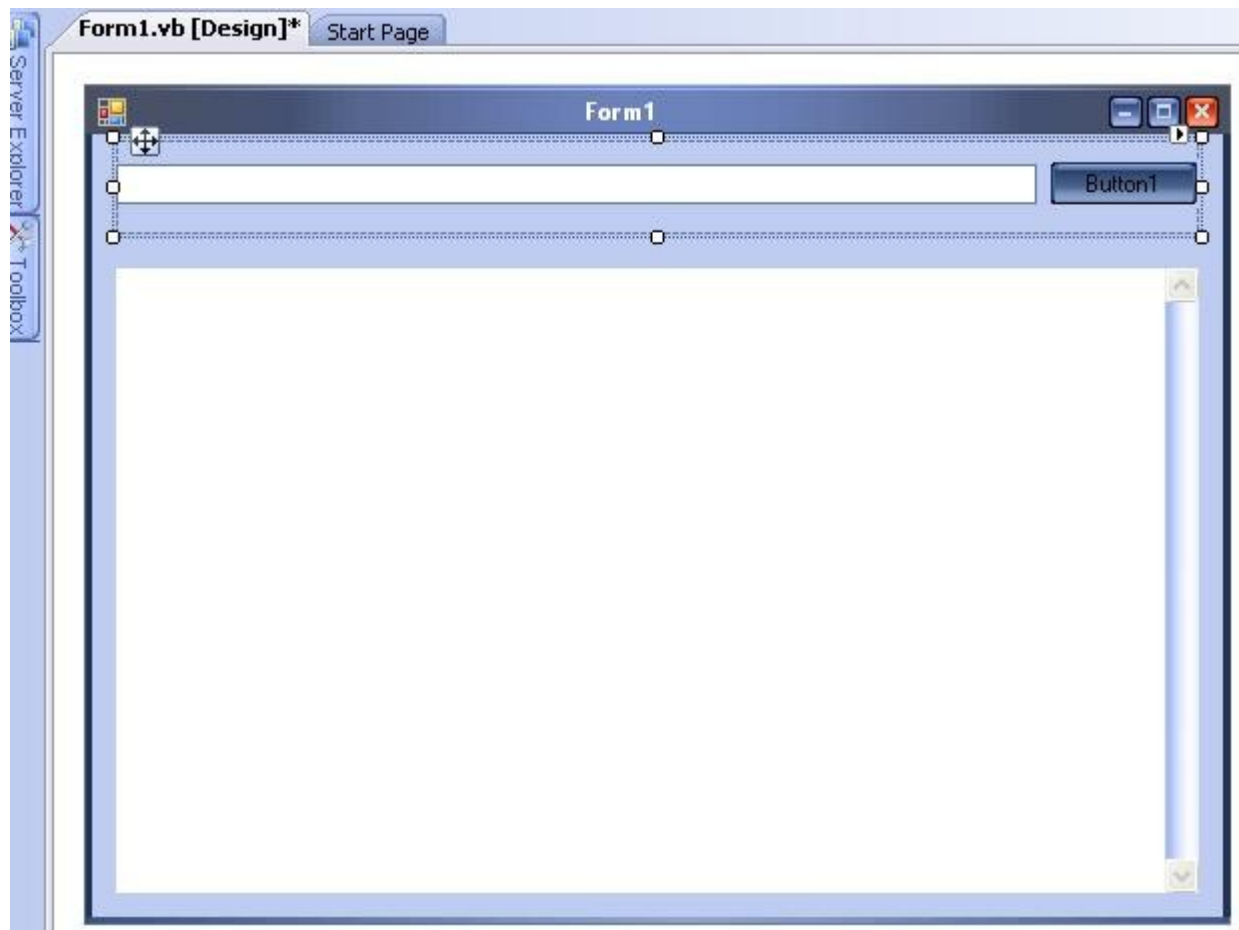 Form1.vb [Design]*
Start Page
Server Explorer
Toolbox
Form1
Button1